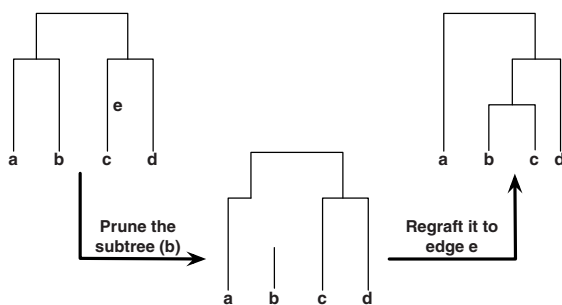 e
a b c d
Prune the
subtree (b)
a b c d
Regraft it to
edge e
a b c d